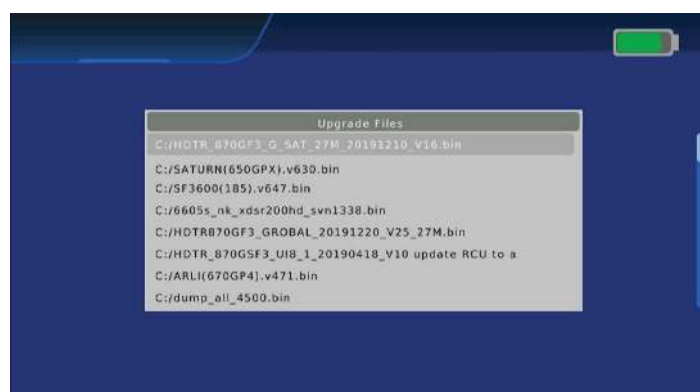 Upgrade Files
C:/HDTR_870GF3_G_SAT_27M_20191210_V16.bin
C:/SATURN(650GPX).v630.bin
C:/SF3600(185).v647.bin
C:/6605s_nk_xdsr200hd_svn1338.bin
C:/HDTR870GF3_GROBAL_20191220_V25_27M.bin
C:/HDTR_870GSF3_UI8_1_20190418_V10 update RCU to a
C:/ARLI(670GP4).v471.bin
C:/dump_all_4500.bin